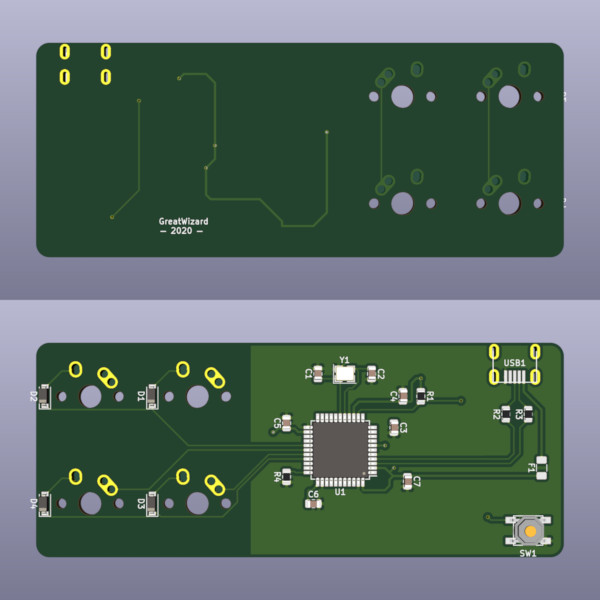 GreatWizard
— 2020 —
Y1
C1
C2
USB1
D2
D1
C4
R1
R2
R3
C5
C3
F1
R4
C7
U1
D4
D3
C6
SW1